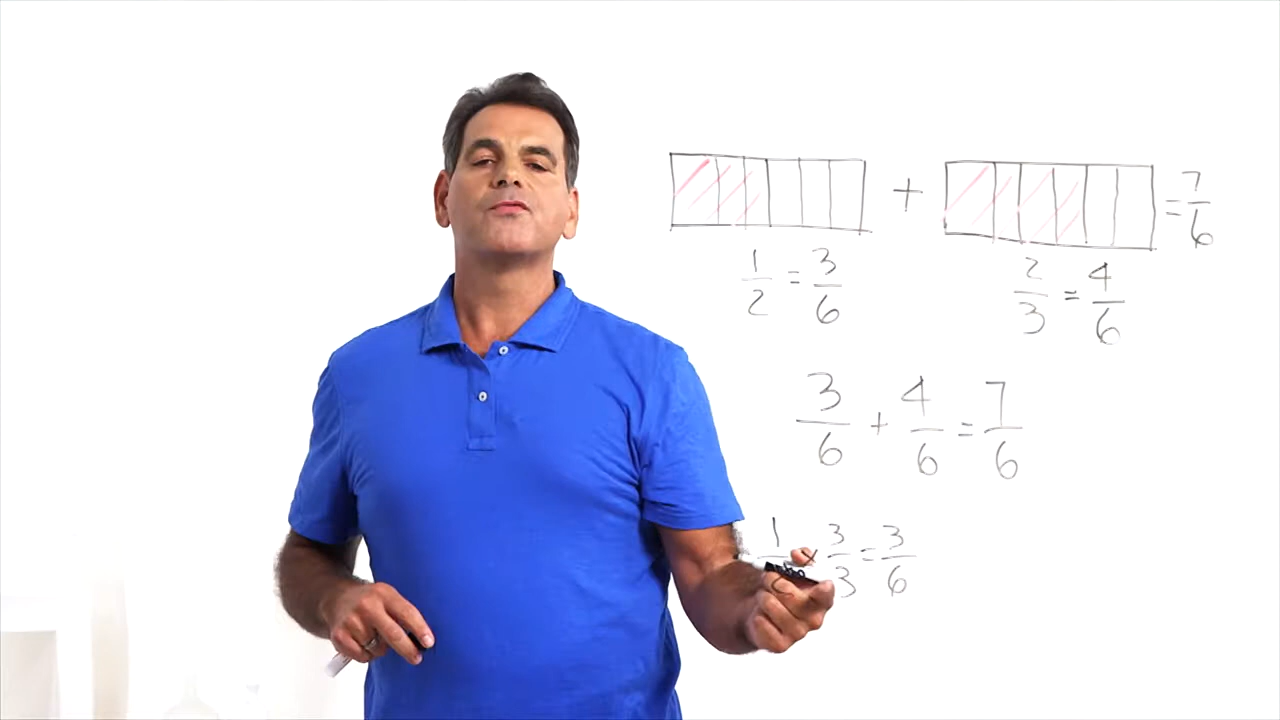 + = 7/6
1/2 = 3/6
2/3 = 4/6
3/6 + 4/6 = 7/6
1/ × 3/3 = 3/6